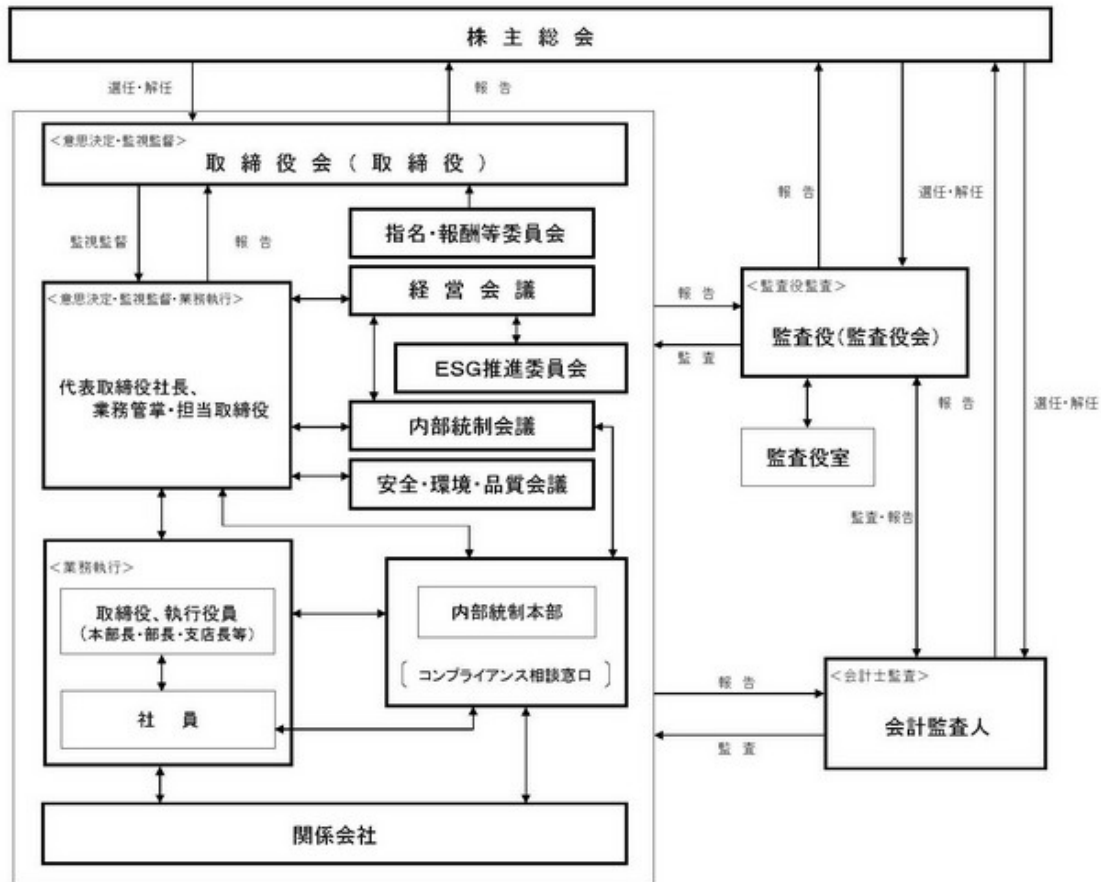 株主総会
選任・解任
報告
<意思決定・監視監督>
取締役会(取締役)
報告
選任・解任
監視監督
報告
指名・報酬等委員会
<意思決定・監視監督・業務執行>
経営会議
代表取締役社長、
業務管掌・担当取締役
ESG推進委員会
内部統制会議
安全・環境・品質会議
報告
監査
<監査役監査>
監査役(監査役会)
監査役室
報告
選任・解任
監査・報告
<業務執行>
取締役、執行役員
(本部長・部長・支店長等)
社員
内部統制本部
〔コンプライアンス相談窓口〕
報告
監査
<会計士監査>
会計監査人
関係会社